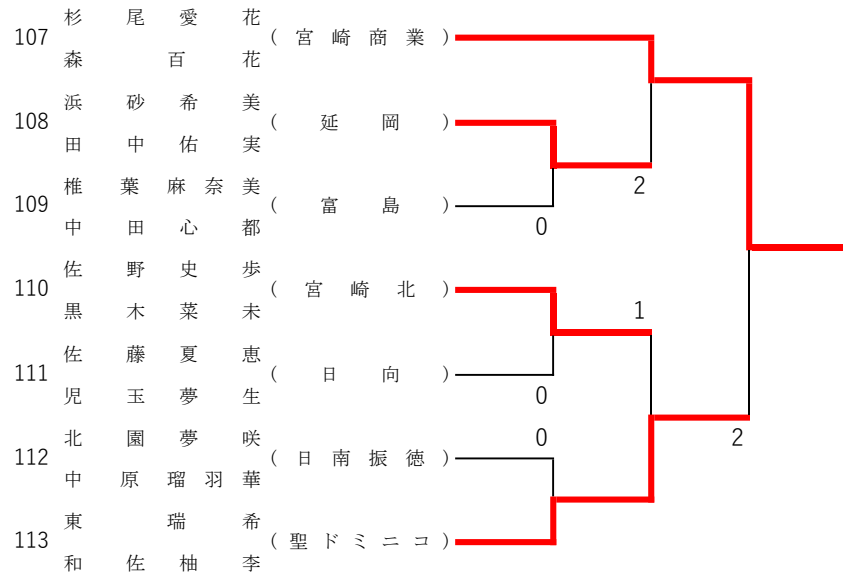 杉尾愛花
107 (宮崎商業)
森百花
浜砂希美
108 (延岡)
田中佑実
2
椎葉麻奈美
109 (富島)
中田心都
0
佐野史歩
110 (宮崎北)
黒木菜未
1
佐藤夏恵
111 (日向)
児玉夢生
0
北園夢咲
0
2
112 (日南振徳)
中原瑠羽華
東瑞希
113 (聖ドミニコ)
和佐柚李